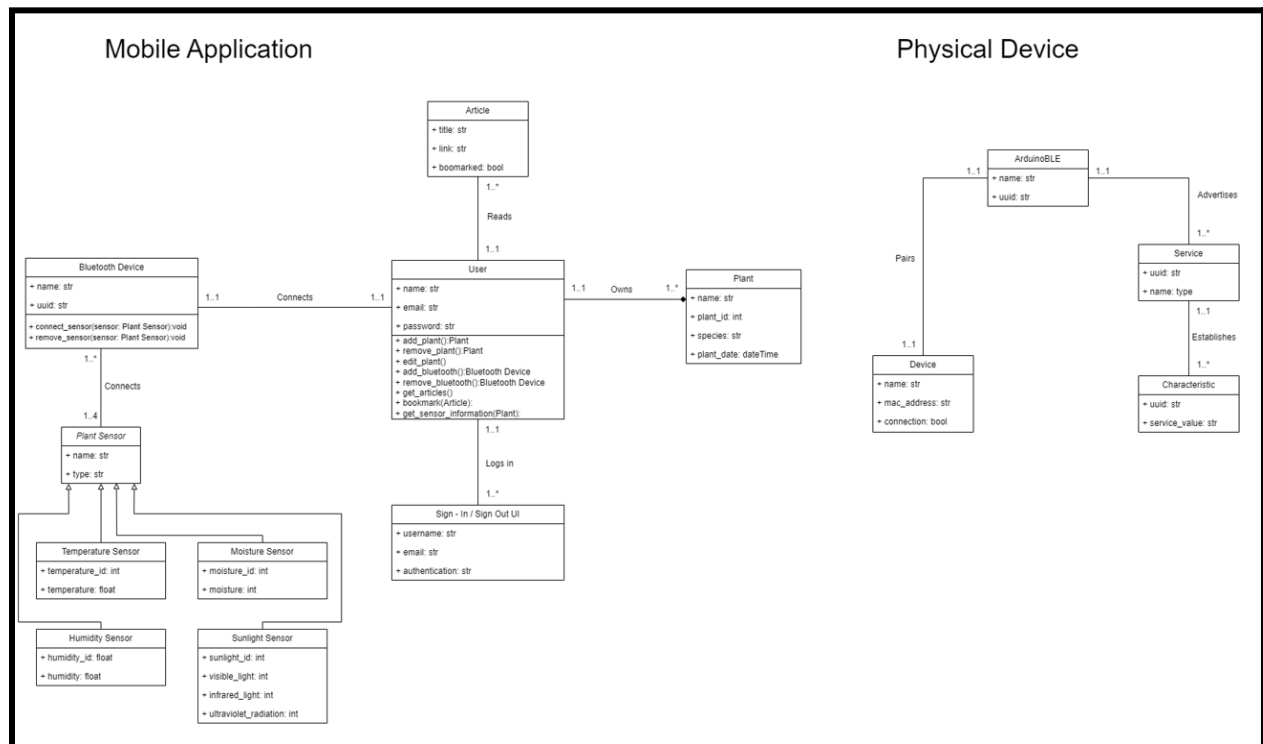 Mobile Application
Physical Device
Article
+ title: str
+ link: str
+ boomarked: bool
1..*
Reads
1..1
Bluetooth Device
+ name: str
+ uuid: str
+ connect_sensor(sensor: Plant Sensor):void
+ remove_sensor(sensor: Plant Sensor):void
1..1
Connects
1..1
User
+ name: str
+ email: str
+ password: str
+ add_plant():Plant
+ remove_plant():Plant
+ edit_plant()
+ add_bluetooth():Bluetooth Device
+ remove_bluetooth():Bluetooth Device
+ get_articles()
+ bookmark(Article):
+ get_sensor_information(Plant):
1..1
Owns
1..*
Plant
+ name: str
+ plant_id: int
+ species: str
+ plant_date: dateTime
1..*
Connects
1..4
Plant Sensor
+ name: str
+ type: str
Temperature Sensor
+ temperature_id: int
+ temperature: float
Moisture Sensor
+ moisture_id: int
+ moisture: int
Humidity Sensor
+ humidity_id: float
+ humidity: float
Sunlight Sensor
+ sunlight_id: int
+ visible_light: int
+ infrared_light: int
+ ultraviolet_radiation: int
1..1
Logs in
1..*
Sign - In / Sign Out UI
+ username: str
+ email: str
+ authentication: str
ArduinoBLE
+ name: str
+ uuid: str
1..1
1..1
Pairs
1..1
Device
+ name: str
+ mac_address: str
+ connection: bool
Advertises
1..*
Service
+ uuid: str
+ name: type
1..1
Establishes
1..*
Characteristic
+ uuid: str
+ service_value: str